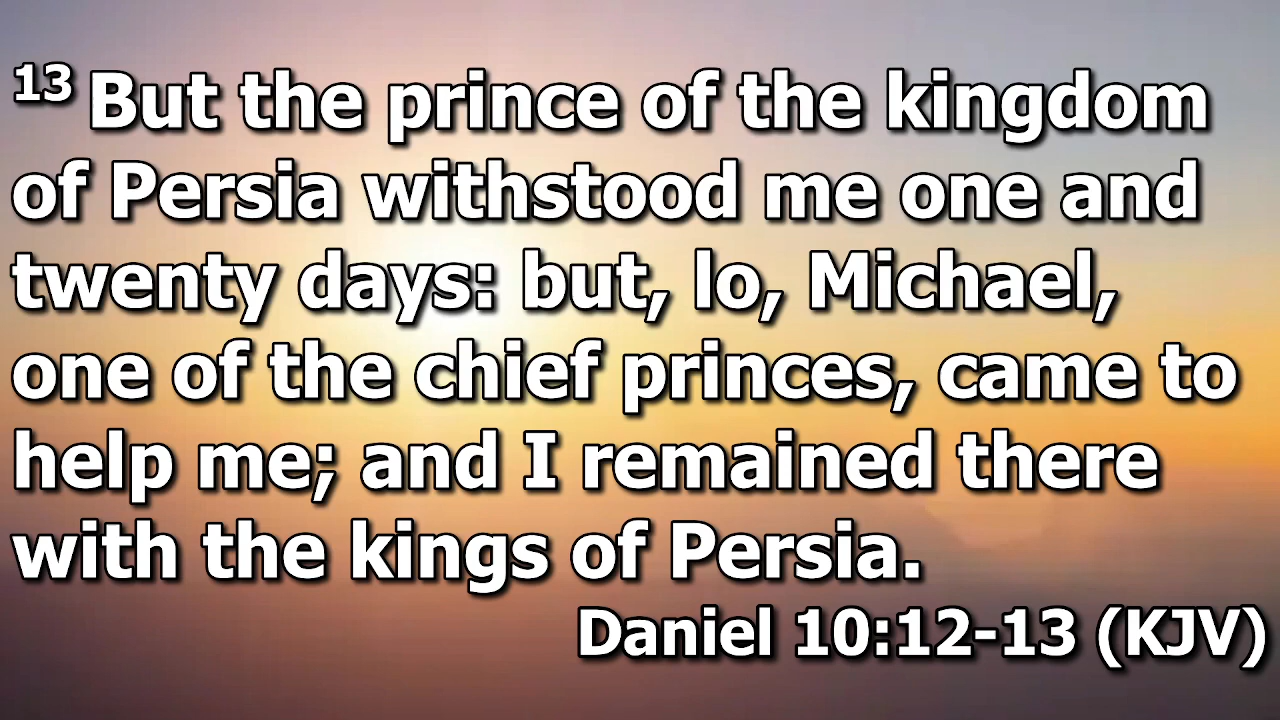 13 But the prince of the kingdom
of Persia withstood me one and
twenty days: but, lo, Michael,
one of the chief princes, came to
help me; and I remained there
with the kings of Persia.
Daniel 10:12-13 (KJV)